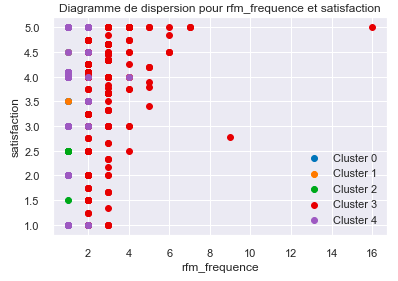 Diagramme de dispersion pour rfm_frequence et satisfaction
5.0
4.5
4.0
3.5
3.0
2.5
2.0
1.5
1.0
satisfaction
Cluster 0
Cluster 1
Cluster 2
Cluster 3
Cluster 4
2 4 6 8 10 12 14 16
rfm_frequence